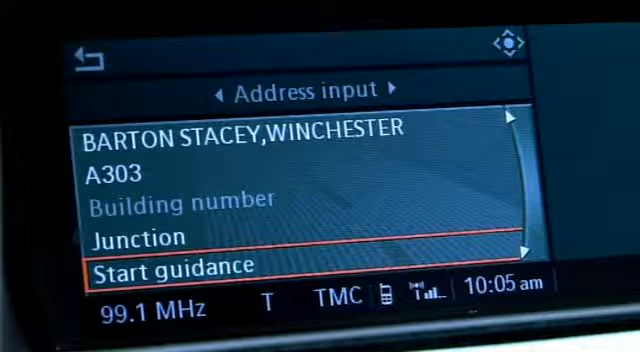 Address input
BARTON STACEY,WINCHESTER
A303
Building number
Junction
Start guidance
99.1 MHz T TMC 10:05 am